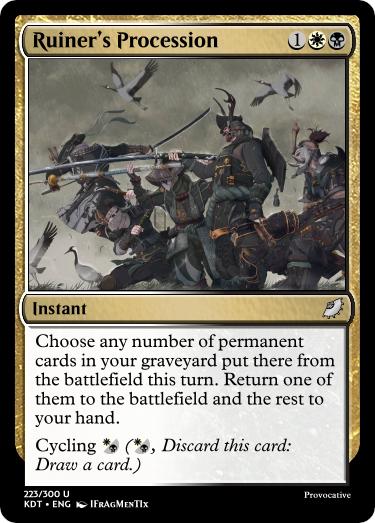 Ruiner's Procession 1
Instant
Choose any number of permanent
cards in your graveyard put there from
the battlefield this turn. Return one of
them to the battlefield and the rest to
your hand.
Cycling (, Discard this card:
Draw a card.)
223/300 U Provocative
KDT • ENG IFRAGMENTIX